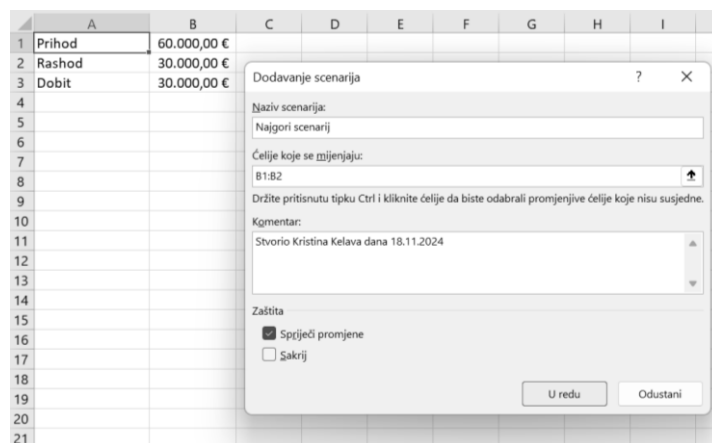 A B C D E F G H I
1 Prihod 60.000,00 €
2 Rashod 30.000,00 €
3 Dobit 30.000,00 €
4
5
6
7
8
9
10
11
12
13
14
15
16
17
18
19
20
21
Dodavanje scenarija ? ×
Naziv scenarija:
Najgori scenarij
Ćelije koje se mijenjaju:
B1:B2
Držite pritisnutu tipku Ctrl i kliknite ćelije da biste odabrali promjenjive ćelije koje nisu susjedne.
Komentar:
Stvorio Kristina Kelava dana 18.11.2024
Zaštita
Spriječi promjene
Sakrij
U redu Odustani